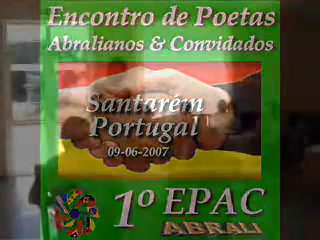 Encontro de Poetas
Abralianos & Convidados
Santarém
Portugal
09-06-2007
1º EPAC
ABRALI